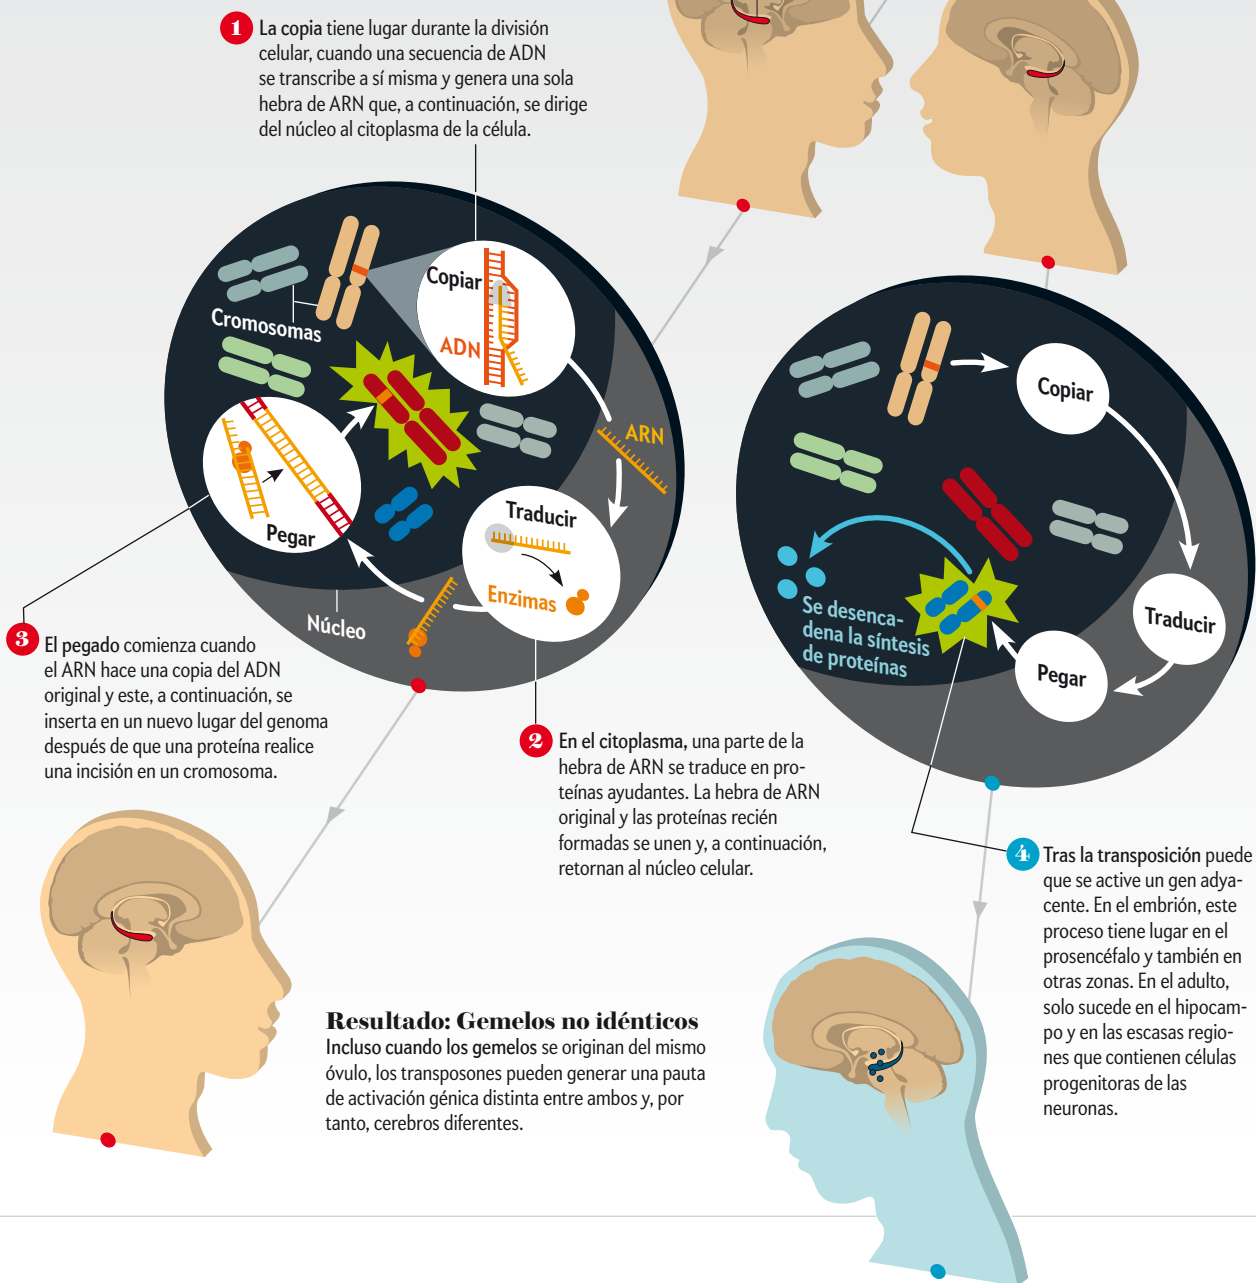 1 La copia tiene lugar durante la división
celular, cuando una secuencia de ADN
se transcribe a sí misma y genera una sola
hebra de ARN que, a continuación, se dirige
del núcleo al citoplasma de la célula.
Copiar
ADN
Cromosomas
ARN
Traducir
Enzimas
Pegar
Núcleo
3 El pegado comienza cuando
el ARN hace una copia del ADN
original y este, a continuación, se
inserta en un nuevo lugar del genoma
después de que una proteína realice
una incisión en un cromosoma.
2 En el citoplasma, una parte de la
hebra de ARN se traduce en pro-
teínas ayudantes. La hebra de ARN
original y las proteínas recién
formadas se unen y, a continuación,
retornan al núcleo celular.
Copiar
Traducir
Pegar
Se desenca-
dena la síntesis
de proteínas
4 Tras la transposición puede
que se active un gen adya-
cente. En el embrión, este
proceso tiene lugar en el
prosencéfalo y también en
otras zonas. En el adulto,
solo sucede en el hipocam-
po y en las escasas regio-
nes que contienen células
progenitoras de las
neuronas.
Resultado: Gemelos no idénticos
Incluso cuando los gemelos se originan del mismo
óvulo, los transposones pueden generar una pauta
de activación génica distinta entre ambos y, por
tanto, cerebros diferentes.